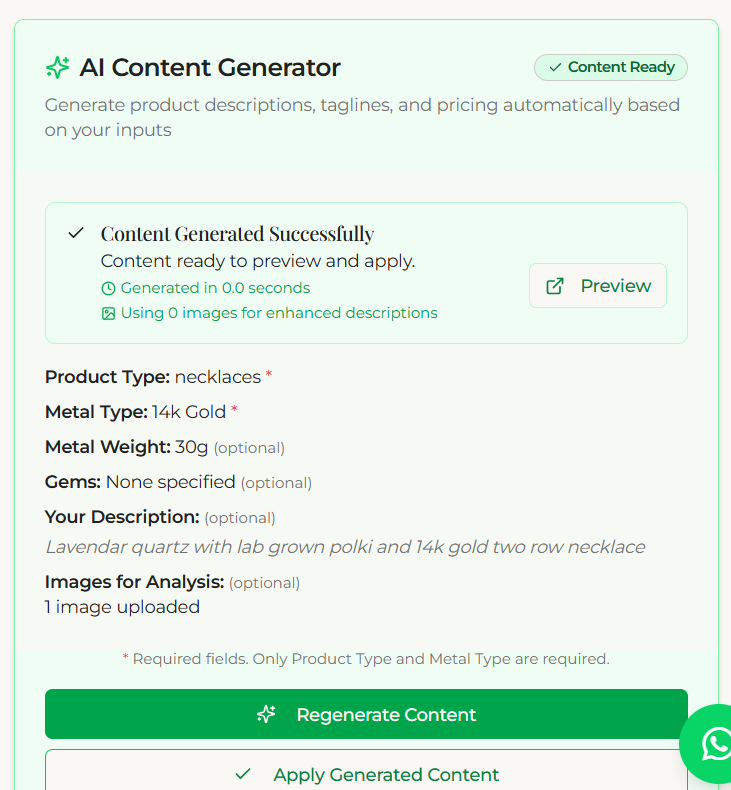 AI Content Generator
Content Ready
Generate product descriptions, taglines, and pricing automatically based
on your inputs
Content Generated Successfully
Content ready to preview and apply.
Generated in 0.0 seconds
Using 0 images for enhanced descriptions
Preview
Product Type: necklaces *
Metal Type: 14k Gold *
Metal Weight: 30g (optional)
Gems: None specified (optional)
Your Description: (optional)
Lavendar quartz with lab grown polki and 14k gold two row necklace
Images for Analysis: (optional)
1 image uploaded
* Required fields. Only Product Type and Metal Type are required.
Regenerate Content
Apply Generated Content